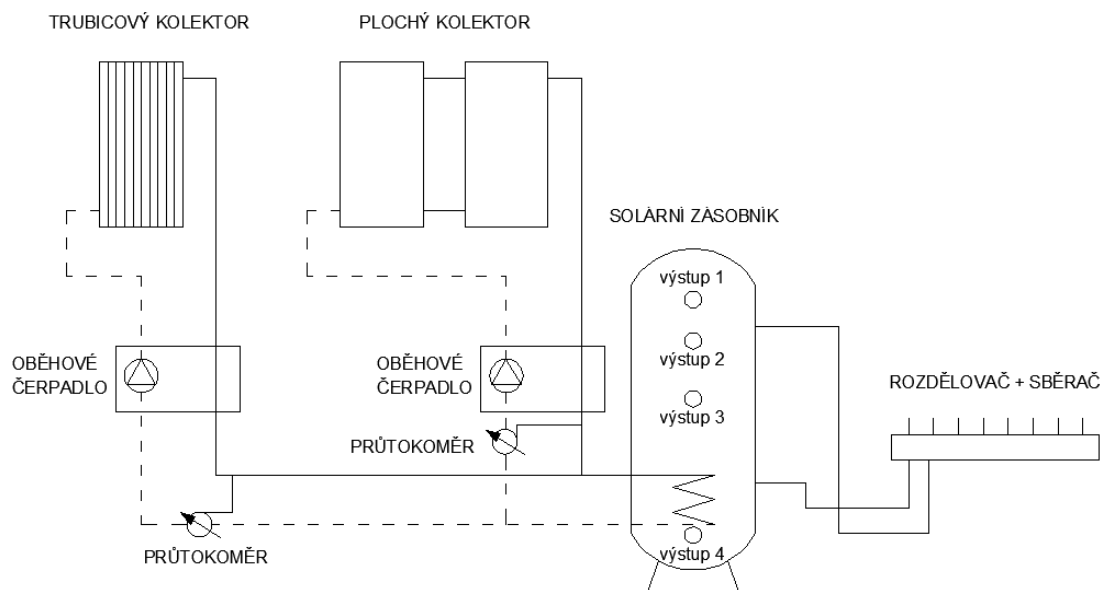 TRUBICOVÝ KOLEKTOR
PLOCHÝ KOLEKTOR
SOLÁRNÍ ZÁSOBNÍK
výstup 1
výstup 2
výstup 3
výstup 4
OBĚHOVÉ
ČERPADLO
OBĚHOVÉ
ČERPADLO
ROZDĚLOVAČ + SBĚRAČ
PRŮTOKOMĚR
PRŮTOKOMĚR